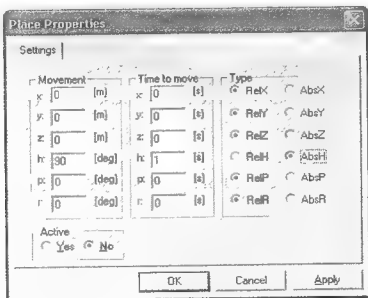 Place Properties
Settings
Movement Time to move Type
x: 0 [m] x: 0 [s] RelX AbsX
y: 0 [m] y: 0 [s] RelY AbsY
z: 0 [m] z: 0 [s] RelZ AbsZ
h: 90 [deg] h: 1 [s] RelH AbsH
p: 0 [deg] p: 0 [s] RelP AbsP
r: 0 [deg] r: 0 [s] RelR AbsR
Active
Yes No
OK Cancel Apply